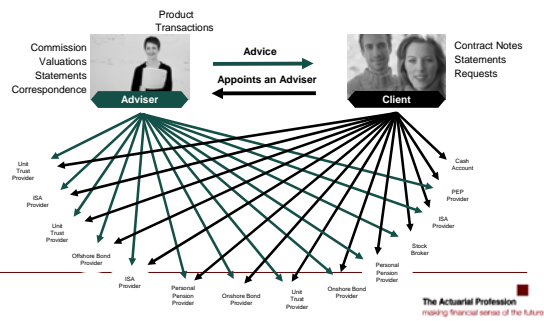 Product
Transactions
Commission
Valuations
Statements
Correspondence
Advice
Appoints an Adviser
Contract Notes
Statements
Requests
Adviser
Client
Unit
Trust
Provider
ISA
Provider
Unit
Trust
Provider
Offshore Bond
Provider
ISA
Provider
Personal
Pension
Provider
Onshore Bond
Provider
Unit
Trust
Provider
Onshore Bond
Provider
Personal
Pension
Provider
Stock
Broker
ISA
Provider
PEP
Provider
Cash
Account
The Actuarial Profession
making financial sense of the future